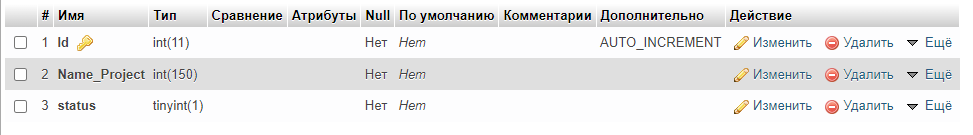 # Имя Тип Сравнение Атрибуты Null По умолчанию Комментарии Дополнительно Действие
1 Id int(11) Нет Нет AUTO_INCREMENT Изменить Удалить Ещё
2 Name_Project int(150) Нет Нет Изменить Удалить Ещё
3 status tinyint(1) Нет Нет Изменить Удалить Ещё